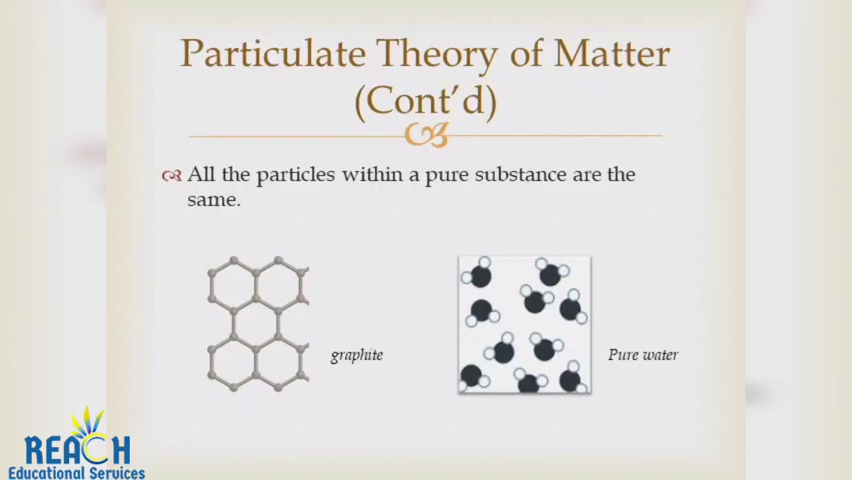 Particulate Theory of Matter
(Cont’d)
All the particles within a pure substance are the
same.
graphite
Pure water
REACH
Educational Services